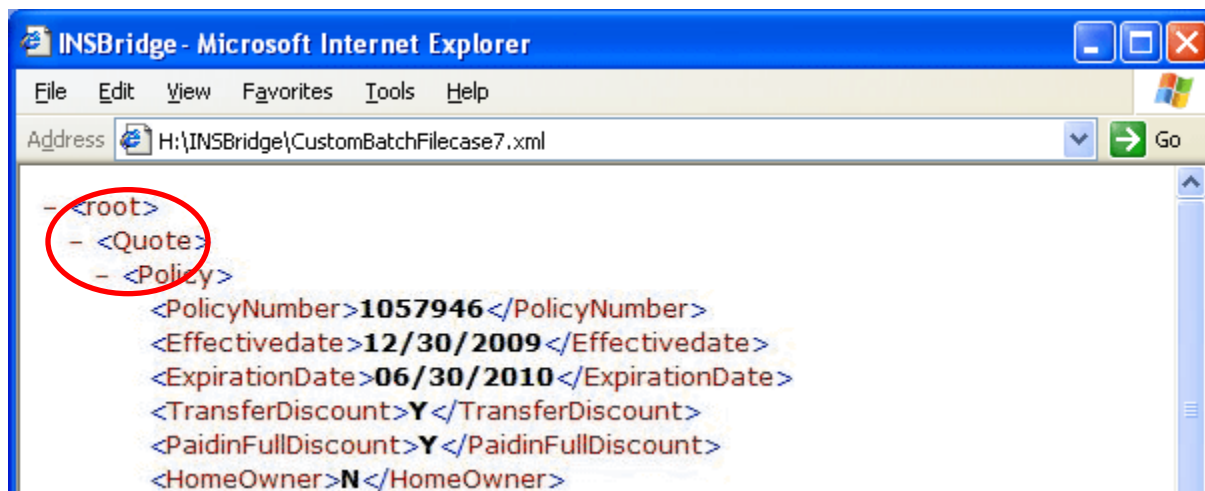 INSBridge - Microsoft Internet Explorer
File Edit View Favorites Tools Help
Address H:\INSBridge\CustomBatchFilecase7.xml Go
- <root>
- <Quote>
- <Policy>
<PolicyNumber>1057946</PolicyNumber>
<Effectivedate>12/30/2009</Effectivedate>
<ExpirationDate>06/30/2010</ExpirationDate>
<TransferDiscount>Y</TransferDiscount>
<PaidinFullDiscount>Y</PaidinFullDiscount>
<HomeOwner>N</HomeOwner>